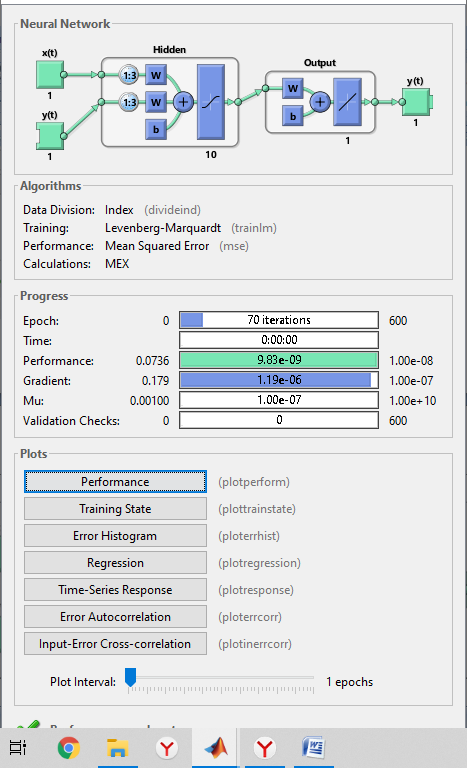 Neural Network
Hidden
Output
x(t)
1
y(t)
1
1:3
W
1:3
W
b
10
W
b
1
y(t)
1
Algorithms
Data Division: Index (divideind)
Training: Levenberg-Marquardt (trainlm)
Performance: Mean Squared Error (mse)
Calculations: MEX
Progress
Epoch: 0 70 iterations 600
Time: 0:00:00
Performance: 0.0736 9.83e-09 1.00e-08
Gradient: 0.179 1.19e-06 1.00e-07
Mu: 0.00100 1.00e-07 1.00e+10
Validation Checks: 0 0 600
Plots
Performance (plotperform)
Training State (plottrainstate)
Error Histogram (ploterrhist)
Regression (plotregression)
Time-Series Response (plotresponse)
Error Autocorrelation (ploterrcorr)
Input-Error Cross-correlation (plotinerrcorr)
Plot Interval: 1 epochs